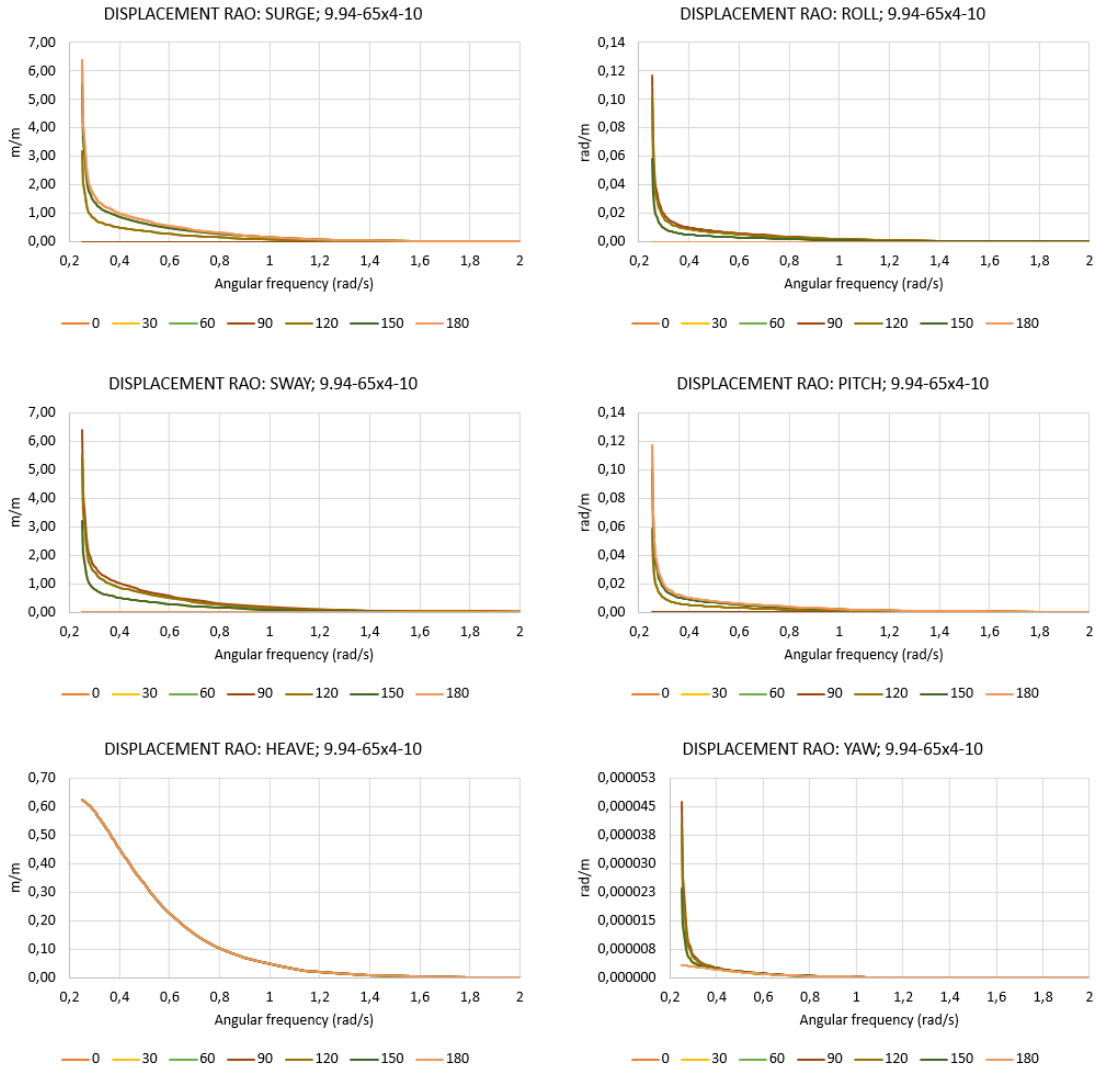 DISPLACEMENT RAO: SURGE; 9.94-65x4-10
7,00
6,00
5,00
4,00
3,00
2,00
1,00
0,00
m/m
0,2 0,4 0,6 0,8 1 1,2 1,4 1,6 1,8 2
Angular frequency (rad/s)
0 30 60 90 120 150 180
DISPLACEMENT RAO: ROLL; 9.94-65x4-10
0,14
0,12
0,10
0,08
0,06
0,04
0,02
0,00
rad/m
0,2 0,4 0,6 0,8 1 1,2 1,4 1,6 1,8 2
Angular frequency (rad/s)
0 30 60 90 120 150 180
DISPLACEMENT RAO: SWAY; 9.94-65x4-10
7,00
6,00
5,00
4,00
3,00
2,00
1,00
0,00
m/m
0,2 0,4 0,6 0,8 1 1,2 1,4 1,6 1,8 2
Angular frequency (rad/s)
0 30 60 90 120 150 180
DISPLACEMENT RAO: PITCH; 9.94-65x4-10
0,14
0,12
0,10
0,08
0,06
0,04
0,02
0,00
rad/m
0,2 0,4 0,6 0,8 1 1,2 1,4 1,6 1,8 2
Angular frequency (rad/s)
0 30 60 90 120 150 180
DISPLACEMENT RAO: HEAVE; 9.94-65x4-10
0,70
0,60
0,50
0,40
0,30
0,20
0,10
0,00
m/m
0,2 0,4 0,6 0,8 1 1,2 1,4 1,6 1,8 2
Angular frequency (rad/s)
0 30 60 90 120 150 180
DISPLACEMENT RAO: YAW; 9.94-65x4-10
0,000053
0,000045
0,000038
0,000030
0,000023
0,000015
0,000008
0,000000
rad/m
0,2 0,4 0,6 0,8 1 1,2 1,4 1,6 1,8 2
Angular frequency (rad/s)
0 30 60 90 120 150 180